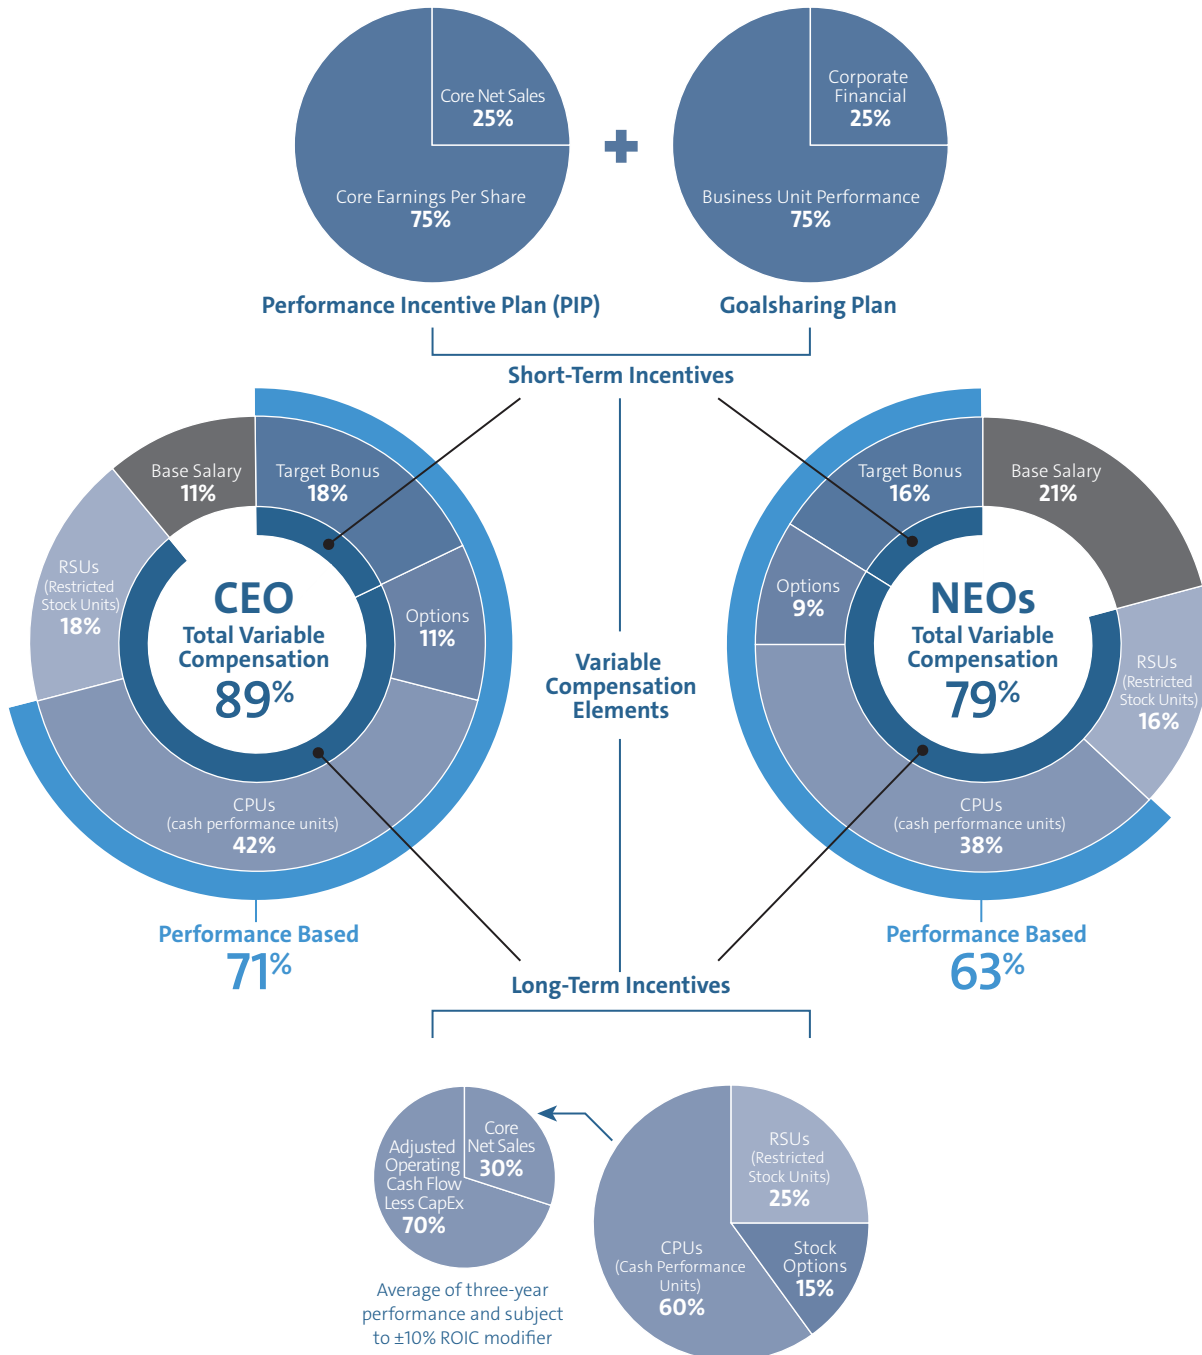 Core Net Sales
25%
Core Earnings Per Share
75%
Performance Incentive Plan (PIP)
Corporate
Financial
25%
Business Unit Performance
75%
Goalsharing Plan
Short-Term Incentives
Base Salary
11%
Target Bonus
18%
RSUs
(Restricted
Stock Units)
18%
Options
11%
CEO
Total Variable
Compensation
89%
CPUs
(cash performance units)
42%
Performance Based
71%
Variable
Compensation
Elements
Target Bonus
16%
Base Salary
21%
Options
9%
NEOs
Total Variable
Compensation
79%
RSUs
(Restricted
Stock Units)
16%
CPUs
(cash performance units)
38%
Performance Based
63%
Long-Term Incentives
Core
Net Sales
30%
Adjusted
Operating
Cash Flow
Less CapEx
70%
Average of three-year
performance and subject
to ±10% ROIC modifier
RSUs
(Restricted
Stock Units)
25%
Stock
Options
15%
CPUs
(Cash Performance
Units)
60%